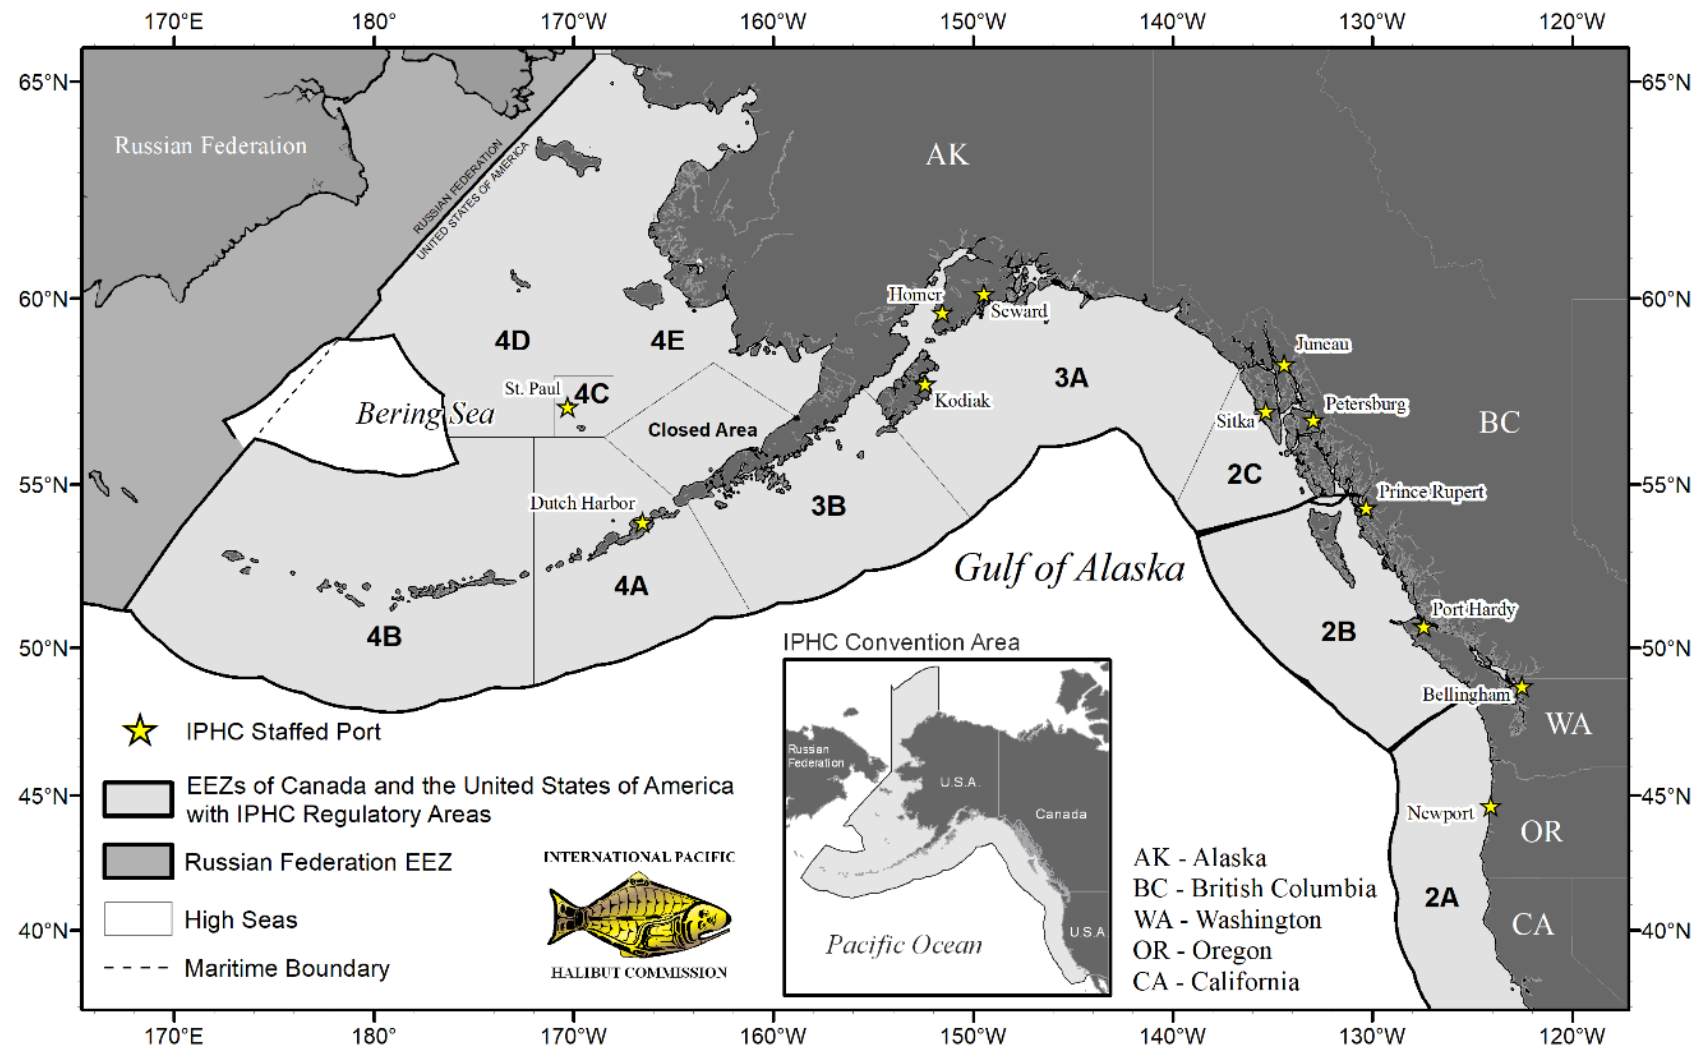 170°E 180° 170°W 160°W 150°W 140°W 130°W 120°W
65°N 65°N
Russian Federation
RUSSIAN FEDERATION
UNITED STATES OF AMERICA
AK
60°N 60°N
Homer
Seward
4D
4E
Juneau
St. Paul
4C
3A
Kodiak
Petersburg
Sitka
BC
Bering Sea
Closed Area
2C
55°N 55°N
Prince Rupert
Dutch Harbor
3B
Gulf of Alaska
4A
Port Hardy
4B
2B
50°N 50°N
IPHC Convention Area
Bellingham
WA
IPHC Staffed Port
Russian
Federation
U.S.A.
Canada
U.S.A.
Pacific Ocean
EEZs of Canada and the United States of America
with IPHC Regulatory Areas
45°N 45°N
Newport
OR
Russian Federation EEZ
INTERNATIONAL PACIFIC
HALIBUT COMMISSION
2A
CA
High Seas
40°N 40°N
Maritime Boundary
AK - Alaska
BC - British Columbia
WA - Washington
OR - Oregon
CA - California
170°E 180° 170°W 160°W 150°W 140°W 130°W 120°W